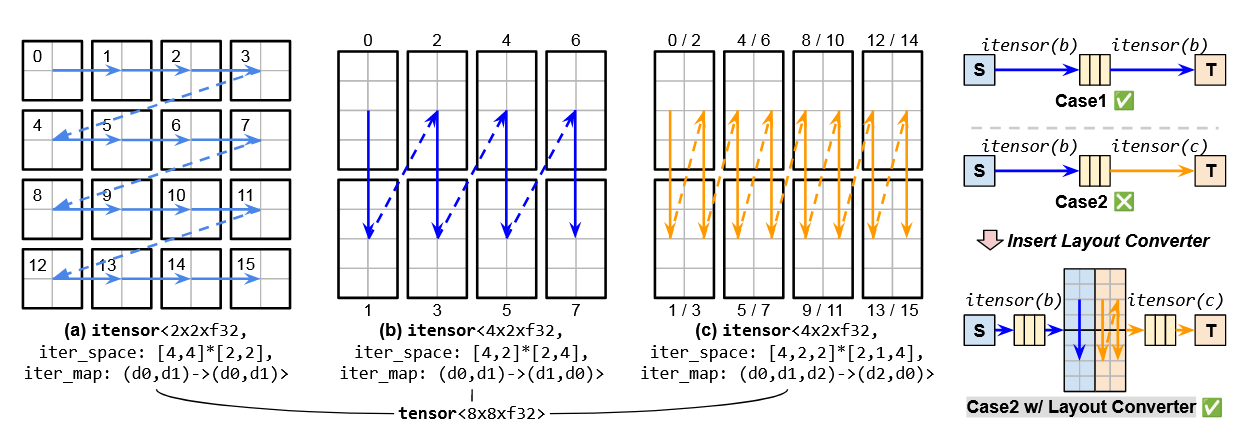 0 1 2 3
4 5 6 7
8 9 10 11
12 13 14 15
(a) itensor<2x2xf32,
iter_space: [4,4]*[2,2],
iter_map: (d0,d1)->(d0,d1)>
0 2 4 6
1 3 5 7
(b) itensor<4x2xf32,
iter_space: [4,2]*[2,4],
iter_map: (d0,d1)->(d1,d0)>
0 / 2 4 / 6 8 / 10 12 / 14
1 / 3 5 / 7 9 / 11 13 / 15
(c) itensor<4x2xf32,
iter_space: [4,2,2]*[2,1,4],
iter_map: (d0,d1,d2)->(d2,d0)>
tensor<8x8xf32>
itensor(b) itensor(b)
S T
Case1
itensor(b) itensor(c)
S T
Case2
Insert Layout Converter
itensor(b) itensor(c)
S T
Case2 w/ Layout Converter